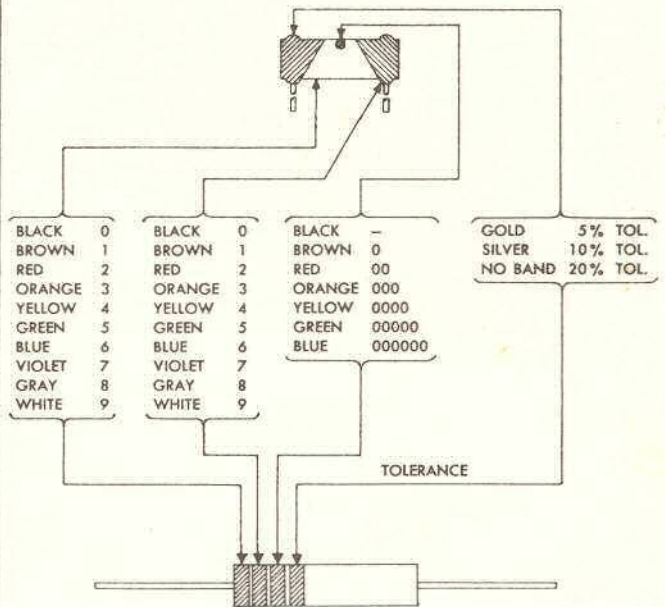 BLACK 0
BROWN 1
RED 2
ORANGE 3
YELLOW 4
GREEN 5
BLUE 6
VIOLET 7
GRAY 8
WHITE 9
BLACK 0
BROWN 1
RED 2
ORANGE 3
YELLOW 4
GREEN 5
BLUE 6
VIOLET 7
GRAY 8
WHITE 9
BLACK –
BROWN 0
RED 00
ORANGE 000
YELLOW 0000
GREEN 00000
BLUE 000000
GOLD 5% TOL.
SILVER 10% TOL.
NO BAND 20% TOL.
TOLERANCE